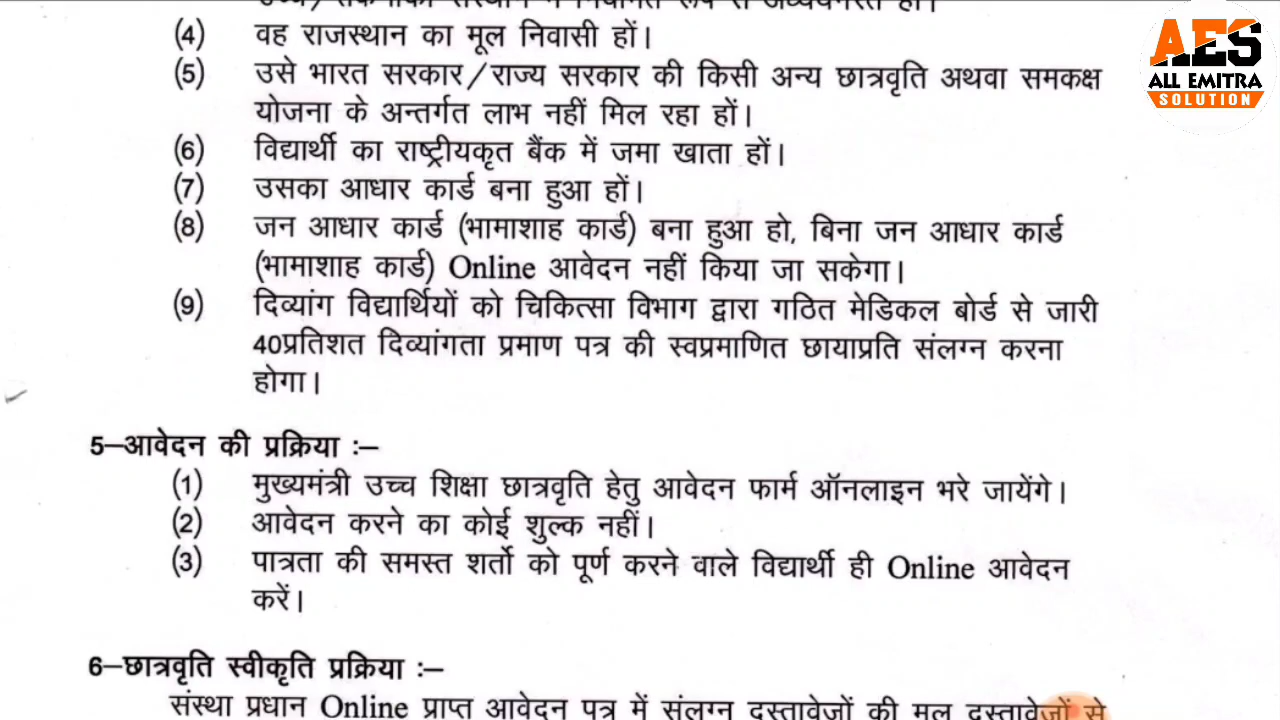 (4) वह राजस्थान का मूल निवासी हों।
(5) उसे भारत सरकार/राज्य सरकार की किसी अन्य छात्रवृति अथवा समकक्ष
योजना के अन्तर्गत लाभ नहीं मिल रहा हों।
(6) विद्यार्थी का राष्ट्रीयकृत बैंक में जमा खाता हों।
(7) उसका आधार कार्ड बना हुआ हों।
(8) जन आधार कार्ड (भामाशाह कार्ड) बना हुआ हो, बिना जन आधार कार्ड
(भामाशाह कार्ड) Online आवेदन नहीं किया जा सकेगा।
(9) दिव्यांग विद्यार्थियों को चिकित्सा विभाग द्वारा गठित मेडिकल बोर्ड से जारी
40प्रतिशत दिव्यांगता प्रमाण पत्र की स्वप्रमाणित छायाप्रति संलग्न करना
होगा।
5–आवेदन की प्रक्रिया :–
(1) मुख्यमंत्री उच्च शिक्षा छात्रवृति हेतु आवेदन फार्म ऑनलाइन भरे जायेंगे।
(2) आवेदन करने का कोई शुल्क नहीं।
(3) पात्रता की समस्त शर्तो को पूर्ण करने वाले विद्यार्थी ही Online आवेदन
करें।
6–छात्रवृति स्वीकृति प्रक्रिया :–
संस्था प्रधान Online प्राप्त आवेदन पत्र में संलग्न दस्तावेजों की मूल दस्तावेजों से
AES
ALL EMITRA
SOLUTION